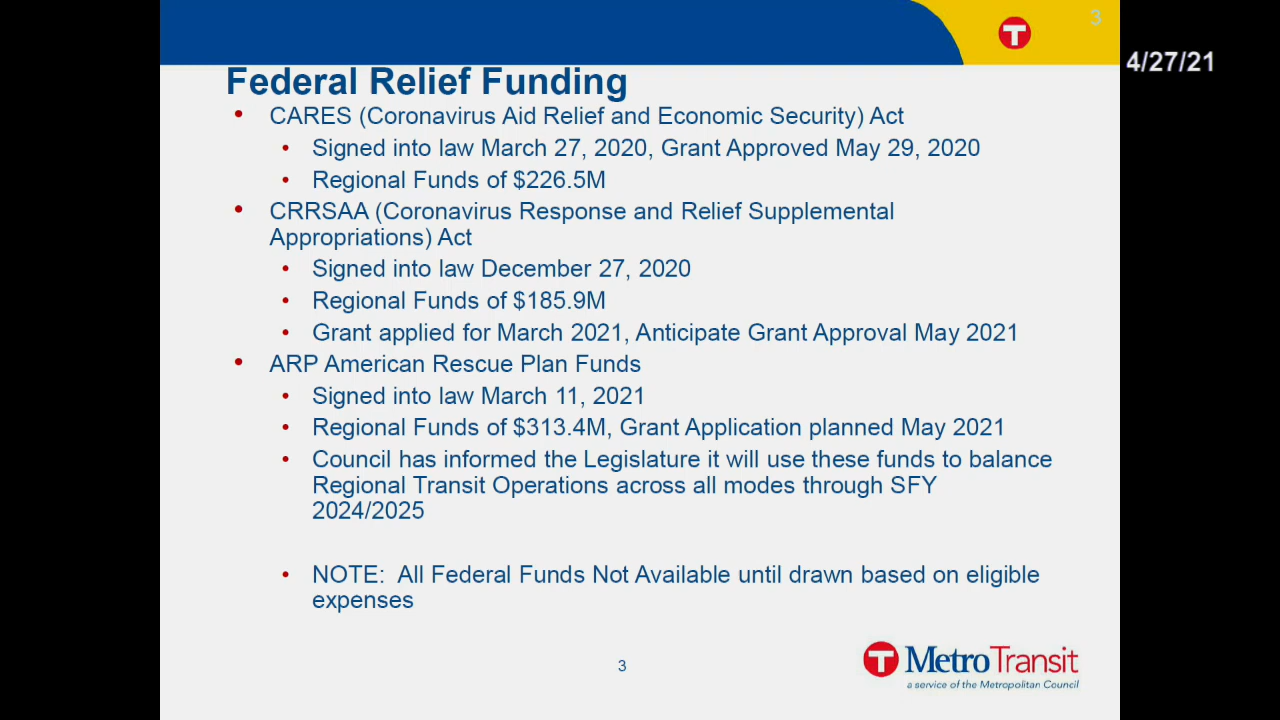 T
3
4/27/21
Federal Relief Funding
• CARES (Coronavirus Aid Relief and Economic Security) Act
• Signed into law March 27, 2020, Grant Approved May 29, 2020
• Regional Funds of $226.5M
• CRRSAA (Coronavirus Response and Relief Supplemental
Appropriations) Act
• Signed into law December 27, 2020
• Regional Funds of $185.9M
• Grant applied for March 2021, Anticipate Grant Approval May 2021
• ARP American Rescue Plan Funds
• Signed into law March 11, 2021
• Regional Funds of $313.4M, Grant Application planned May 2021
• Council has informed the Legislature it will use these funds to balance
Regional Transit Operations across all modes through SFY
2024/2025
• NOTE:  All Federal Funds Not Available until drawn based on eligible
expenses
3
T MetroTransit
a service of the Metropolitan Council